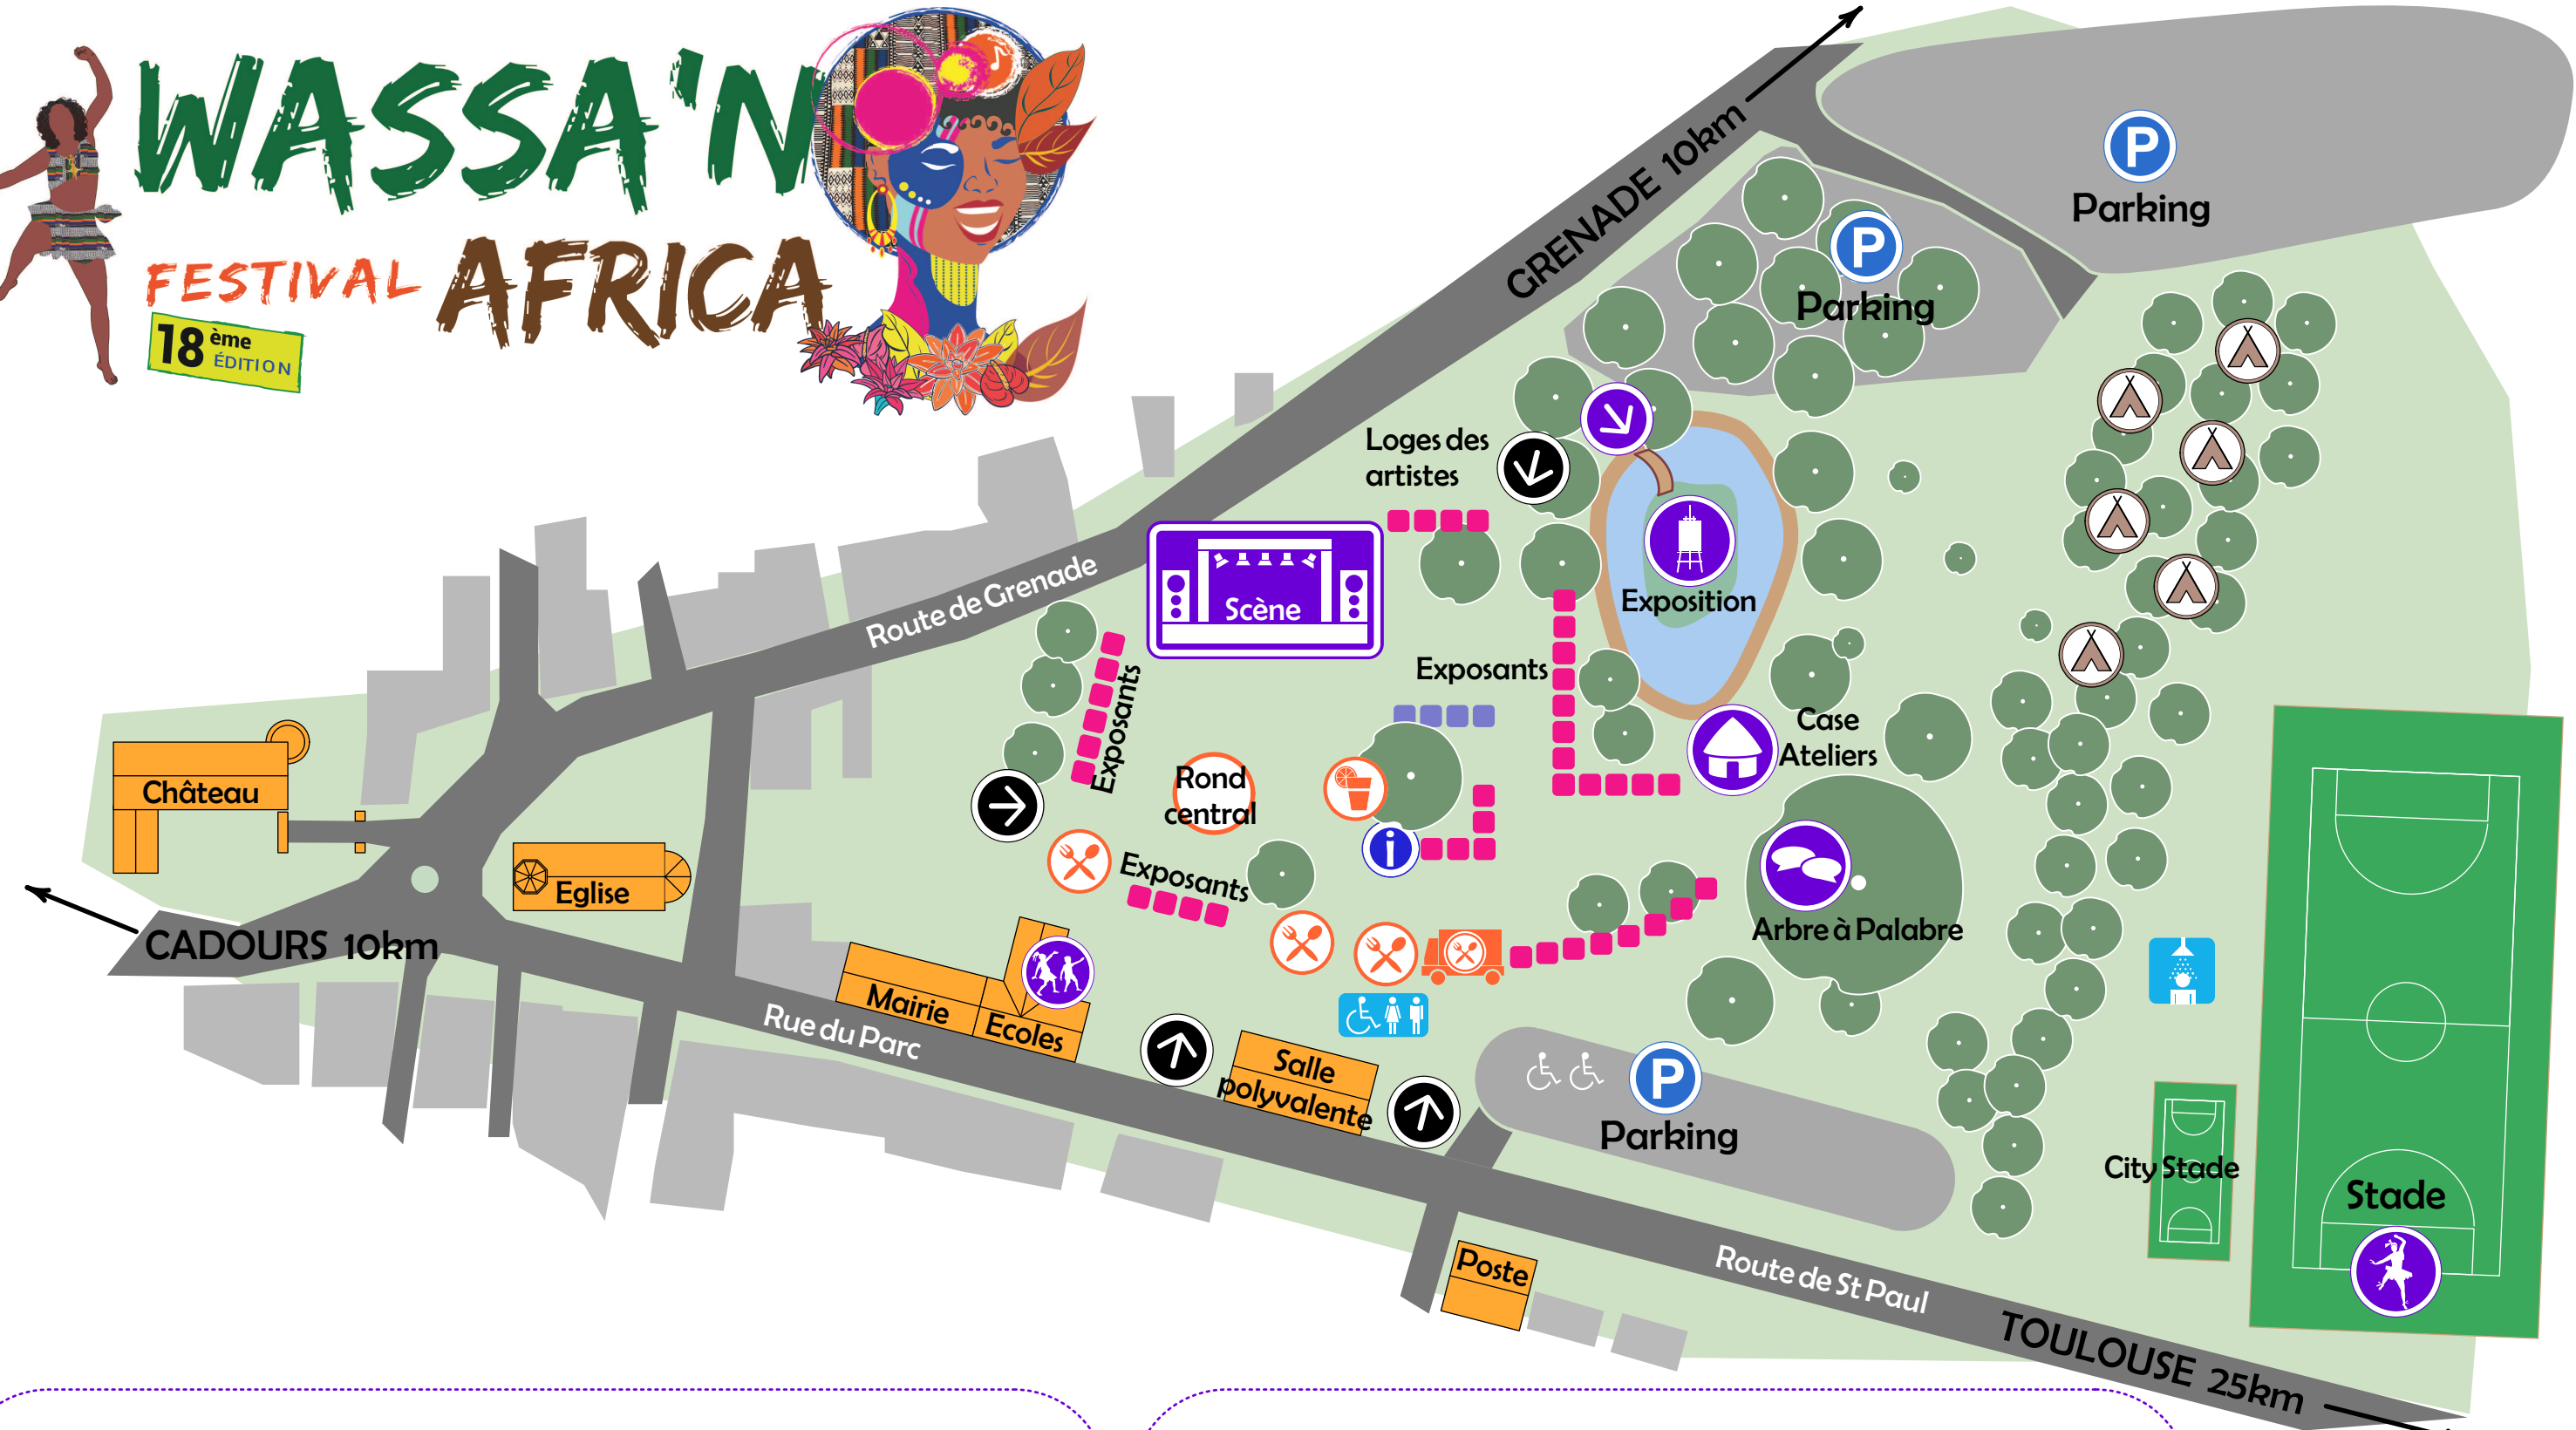 WASSA'N
FESTIVAL AFRICA
18ème
ÉDITION
GRENADE 10km
P
Parking
P
Parking
Loges des
artistes
Route de Grenade
Scène
Exposition
Exposants
Exposants
Case
Ateliers
Château
Rond
central
i
Eglise
Exposants
Arbre à Palabre
CADOURS 10km
Mairie
Ecoles
Rue du Parc
Salle
polyvalente
P
Parking
City Stade
Stade
Poste
Route de St Paul
TOULOUSE 25km